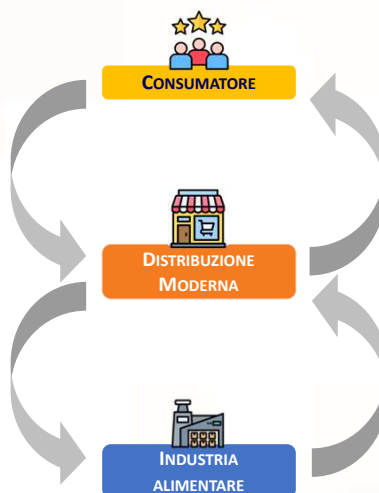 CONSUMATORE
DISTRIBUZIONE
MODERNA
INDUSTRIA
ALIMENTARE